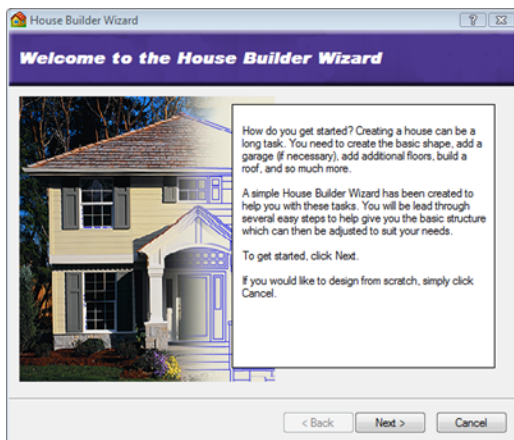 House Builder Wizard
Welcome to the House Builder Wizard
How do you get started? Creating a house can be a
long task. You need to create the basic shape, add a
garage (if necessary), add additional floors, build a
roof, and so much more.
A simple House Builder Wizard has been created to
help you with these tasks. You will be lead through
several easy steps to help give you the basic structure
which can then be adjusted to suit your needs.
To get started, click Next.
If you would like to design from scratch, simply click
Cancel.
< Back Next > Cancel